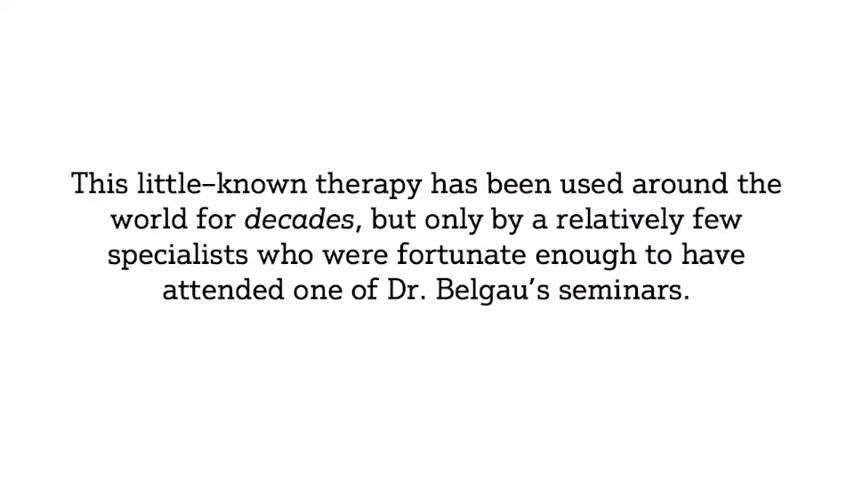 This little-known therapy has been used around the
world for decades, but only by a relatively few
specialists who were fortunate enough to have
attended one of Dr. Belgau's seminars.